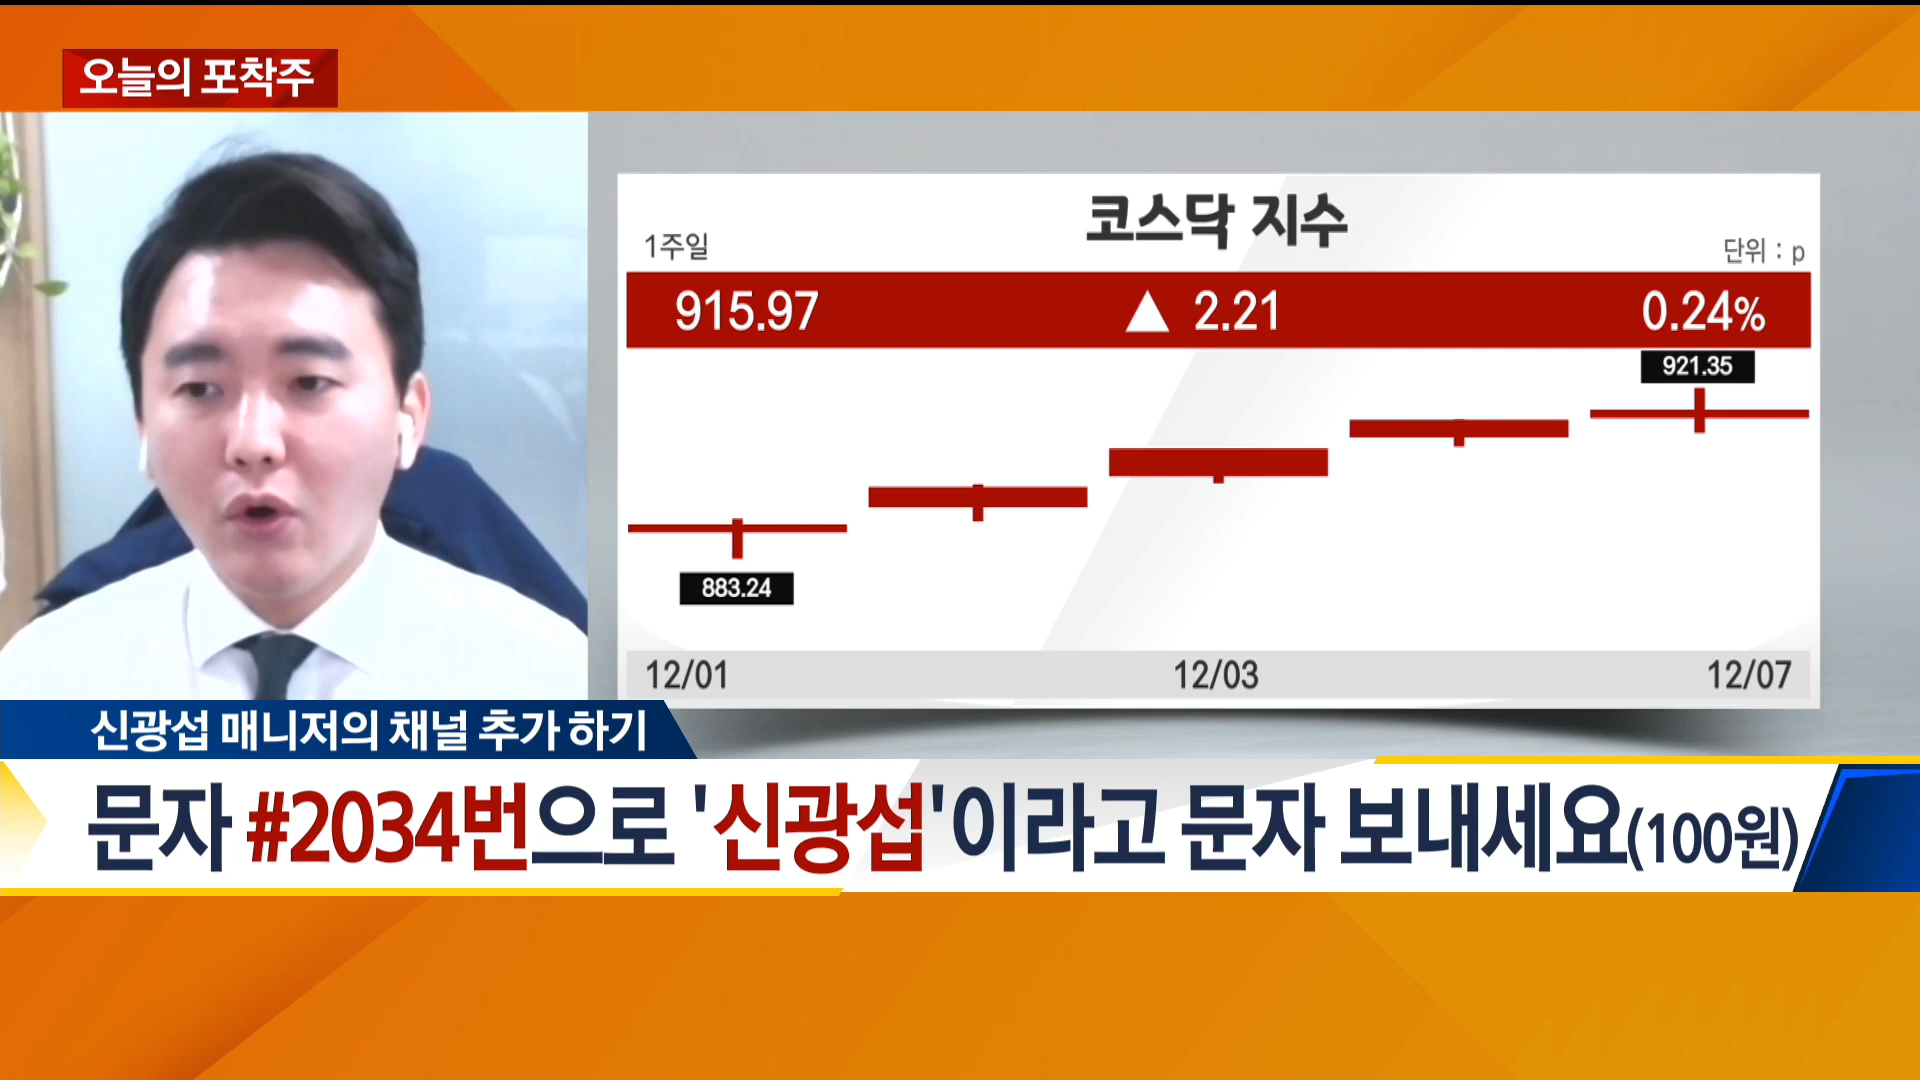 오늘의 포착주
코스닥 지수
1주일
단위 : p
915.97 ▲ 2.21 0.24%
921.35
883.24
12/01 12/03 12/07
신광섭 매니저의 채널 추가 하기
문자 #2034번으로 '신광섭'이라고 문자 보내세요(100원)